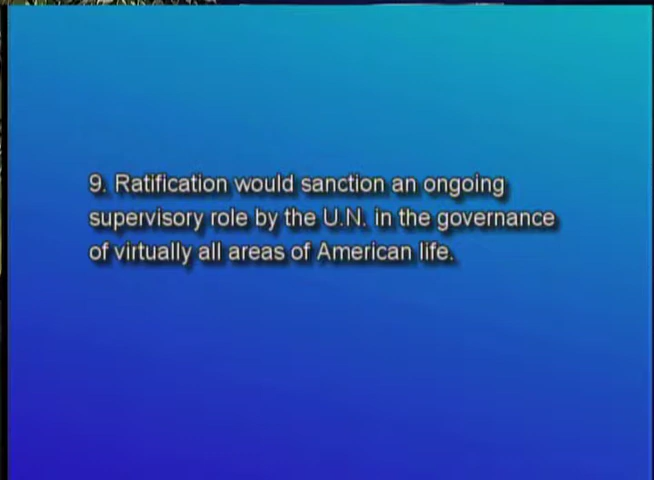 9. Ratification would sanction an ongoing
supervisory role by the U.N. in the governance
of virtually all areas of American life.